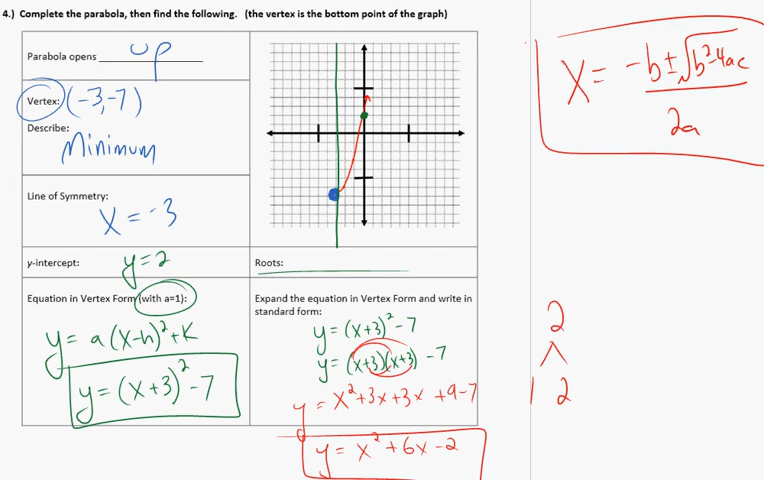 4.) Complete the parabola, then find the following. (the vertex is the bottom point of the graph)
Parabola opens up
Vertex: (-3,-7)
Describe:
Minimum
Line of Symmetry:
X = -3
y-intercept: y=2
Roots:
Equation in Vertex Form (with a=1):
y = a(x-h)²+k
y = (x+3)² -7
Expand the equation in Vertex Form and write in
standard form:
y = (x+3)² -7
y = (x+3)(x+3) -7
y = x²+3x+3x +9-7
y = x² +6x -2
X = -b±√b²-4ac
2a
2
1 2